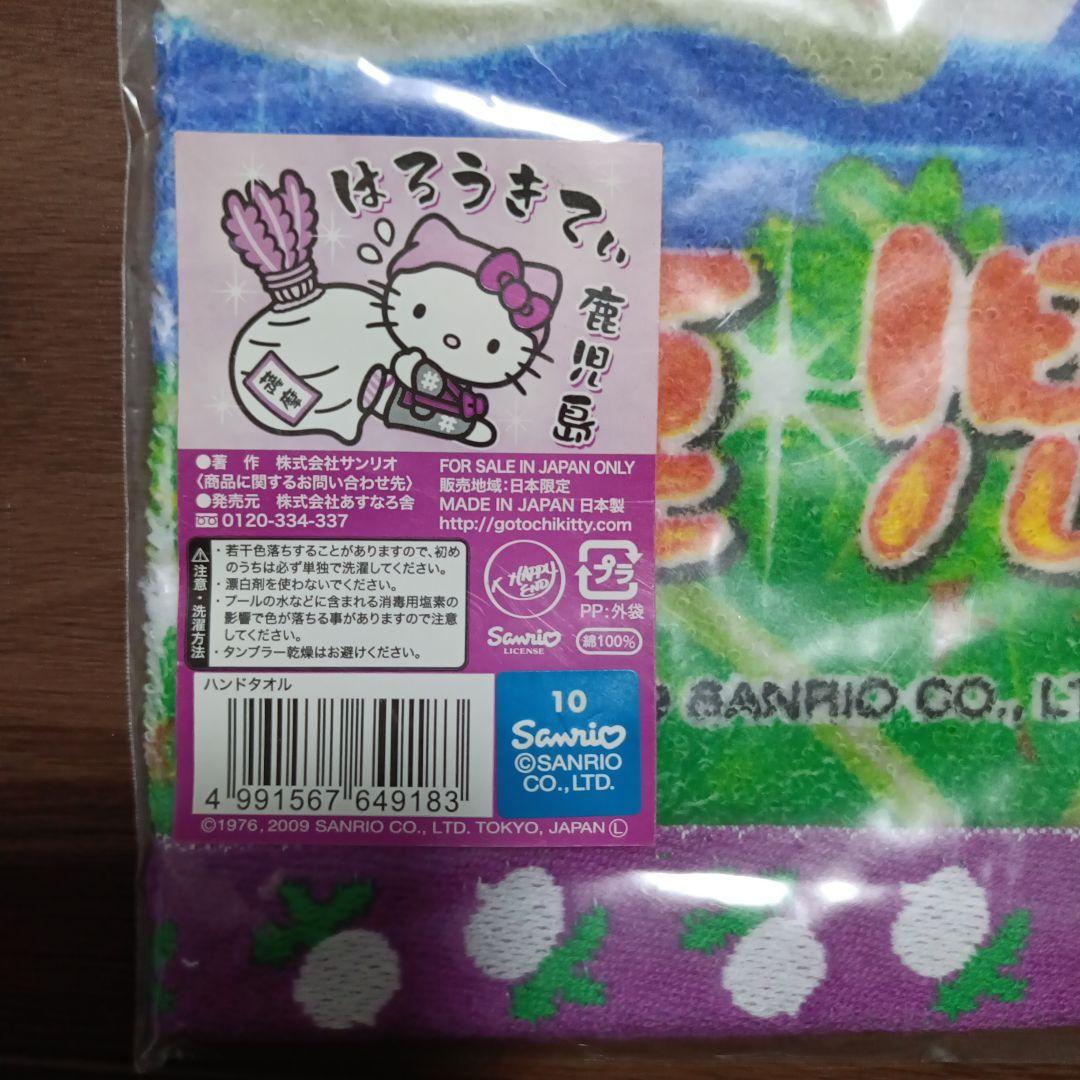 はろうきてぃ
鹿児島
薩摩
●著 作 株式会社サンリオ
〈商品に関するお問い合わせ先〉
●発売元 株式会社あすなろ舎
0120-334-337
FOR SALE IN JAPAN ONLY
販売地域:日本限定
MADE IN JAPAN 日本製
http://gotochikitty.com
注意・洗濯方法
・若干色落ちすることがありますので、初め
のうちは必ず単独で洗濯してください。
・漂白剤を使わないでください。
・プールの水などに含まれる消毒用塩素の
影響で色が落ちる事がありますので注意
してください。
・タンブラー乾燥はお避けください。
HAPPY
END
プラ
PP:外袋
Sanrio
LICENSE
綿100%
ハンドタオル
4 991567 649183
10
Sanrio
©SANRIO
CO.,LTD.
©1976, 2009 SANRIO CO., LTD. TOKYO, JAPAN Ⓛ
SANRIO CO., LT